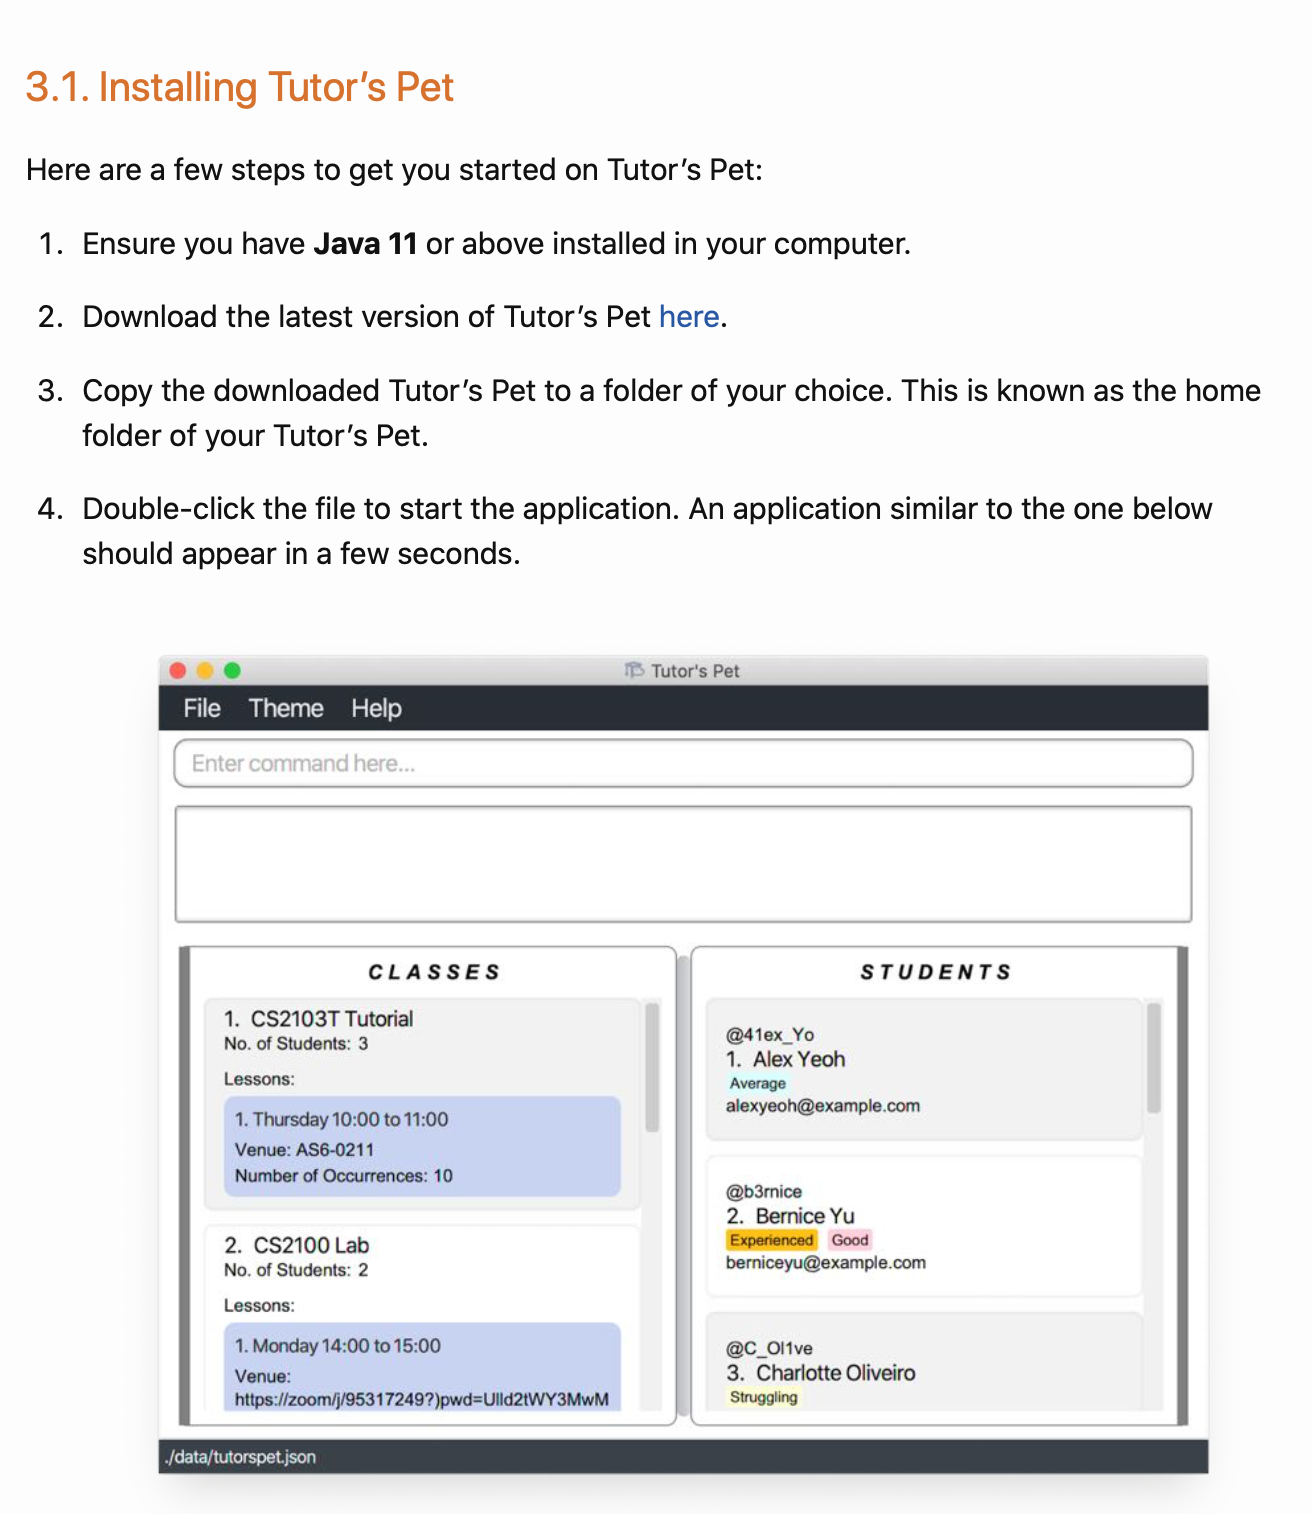 3.1. Installing Tutor’s Pet
Here are a few steps to get you started on Tutor’s Pet:
1. Ensure you have Java 11 or above installed in your computer.
2. Download the latest version of Tutor’s Pet here.
3. Copy the downloaded Tutor’s Pet to a folder of your choice. This is known as the home
folder of your Tutor’s Pet.
4. Double-click the file to start the application. An application similar to the one below
should appear in a few seconds.
Tutor's Pet
File Theme Help
Enter command here...
CLASSES
1. CS2103T Tutorial
No. of Students: 3
Lessons:
1. Thursday 10:00 to 11:00
Venue: AS6-0211
Number of Occurrences: 10
2. CS2100 Lab
No. of Students: 2
Lessons:
1. Monday 14:00 to 15:00
Venue:
https://zoom/j/95317249?)pwd=Ulld2tWY3MwM
STUDENTS
@41ex_Yo
1. Alex Yeoh
Average
alexyeoh@example.com
@b3rnice
2. Bernice Yu
Experienced Good
berniceyu@example.com
@C_Ol1ve
3. Charlotte Oliveiro
Struggling
./data/tutorspet.json